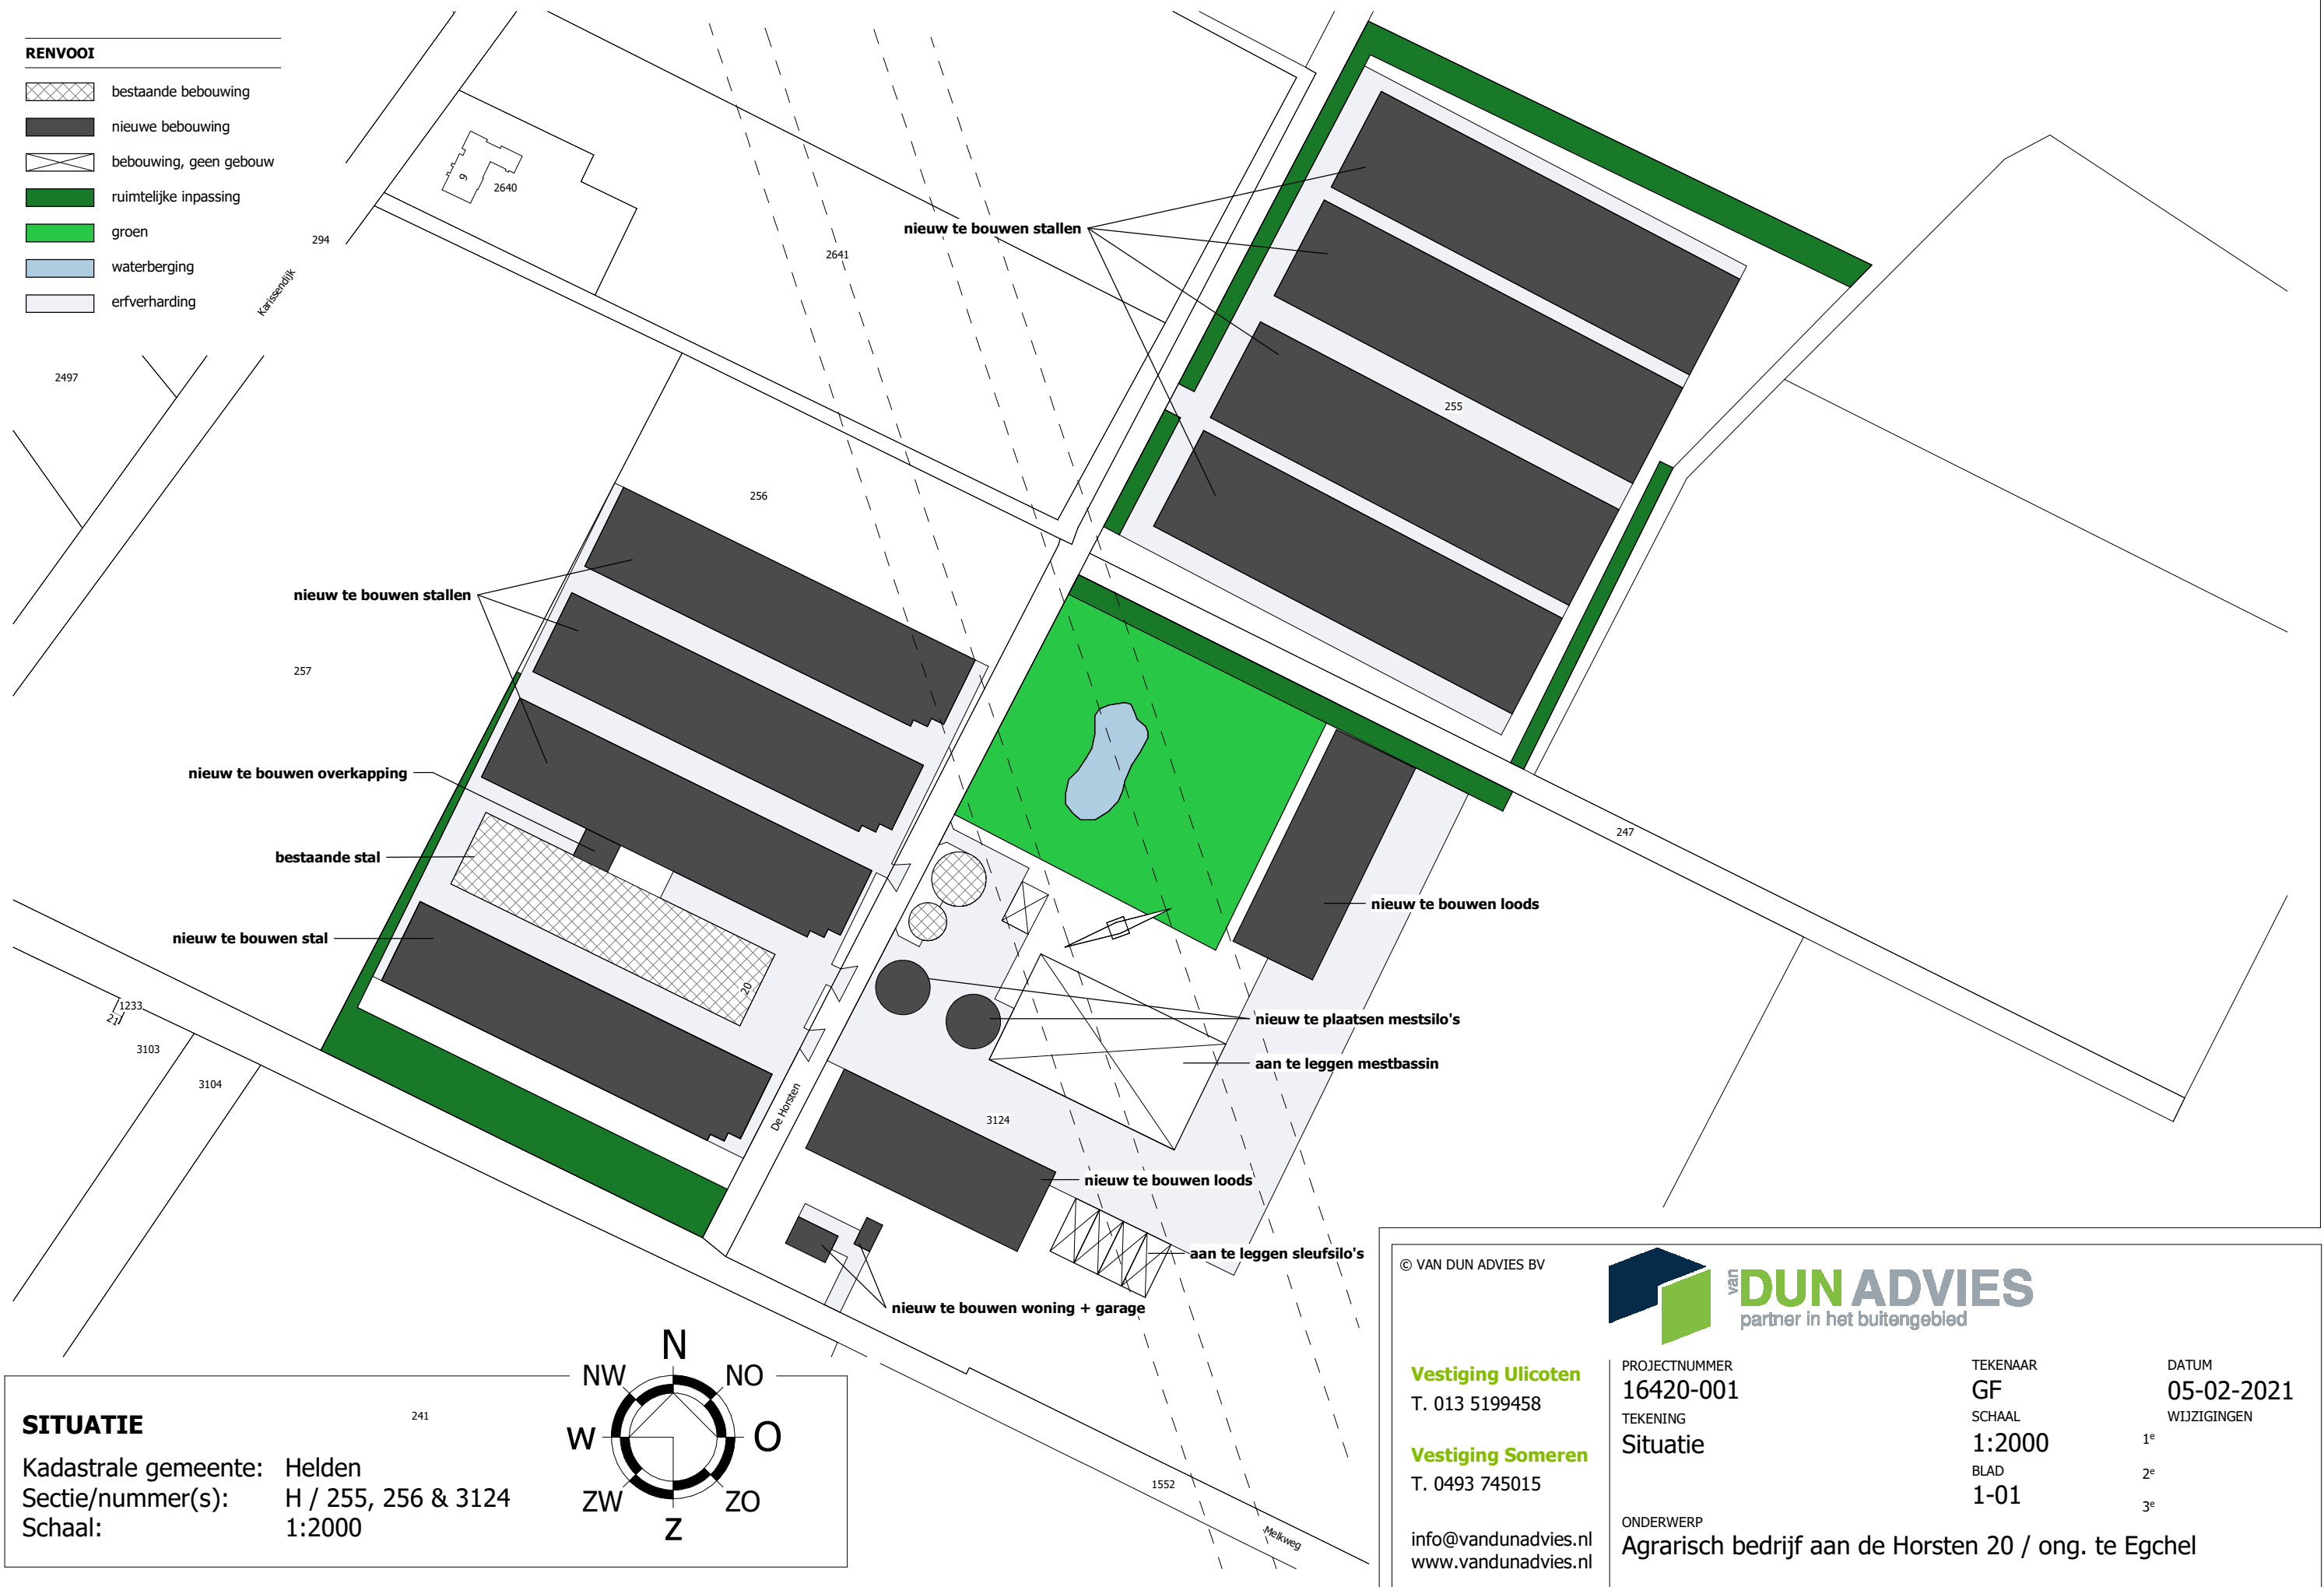 RENVOOI
bestaande bebouwing
nieuwe bebouwing
bebouwing, geen gebouw
ruimtelijke inpassing
groen
waterberging
erfverharding
9
2640
294
Karissendijk
2641
2497
nieuw te bouwen stallen
255
256
nieuw te bouwen stallen
257
nieuw te bouwen overkapping
bestaande stal
nieuw te bouwen stal
20
247
nieuw te bouwen loods
1233
21
3103
3104
nieuw te plaatsen mestsilo's
aan te leggen mestbassin
De Horsten
3124
nieuw te bouwen loods
aan te leggen sleufsilo's
nieuw te bouwen woning + garage
1552
Melkweg
SITUATIE
241
Kadastrale gemeente: Helden
Sectie/nummer(s): H / 255, 256 & 3124
Schaal: 1:2000
N
NW
NO
W
O
ZW
ZO
Z
© VAN DUN ADVIES BV
van DUN ADVIES
partner in het buitengebied
Vestiging Ulicoten
T. 013 5199458
Vestiging Someren
T. 0493 745015
info@vandunadvies.nl
www.vandunadvies.nl
PROJECTNUMMER
16420-001
TEKENING
Situatie
TEKENAAR
GF
SCHAAL
1:2000
BLAD
1-01
DATUM
05-02-2021
WIJZIGINGEN
1e
2e
3e
ONDERWERP
Agrarisch bedrijf aan de Horsten 20 / ong. te Egchel